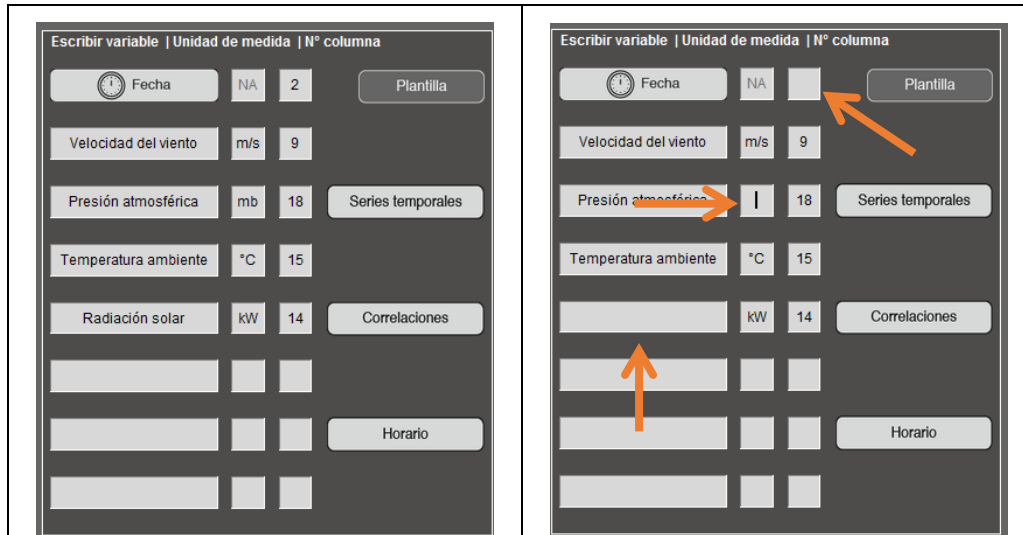 Escribir variable | Unidad de medida | N° columna
Fecha NA 2 Plantilla
Velocidad del viento m/s 9
Presión atmosférica mb 18 Series temporales
Temperatura ambiente °C 15
Radiación solar kW 14 Correlaciones
Horario
Escribir variable | Unidad de medida | N° columna
Fecha NA Plantilla
Velocidad del viento m/s 9
Presión atmosférica 18 Series temporales
Temperatura ambiente °C 15
kW 14 Correlaciones
Horario